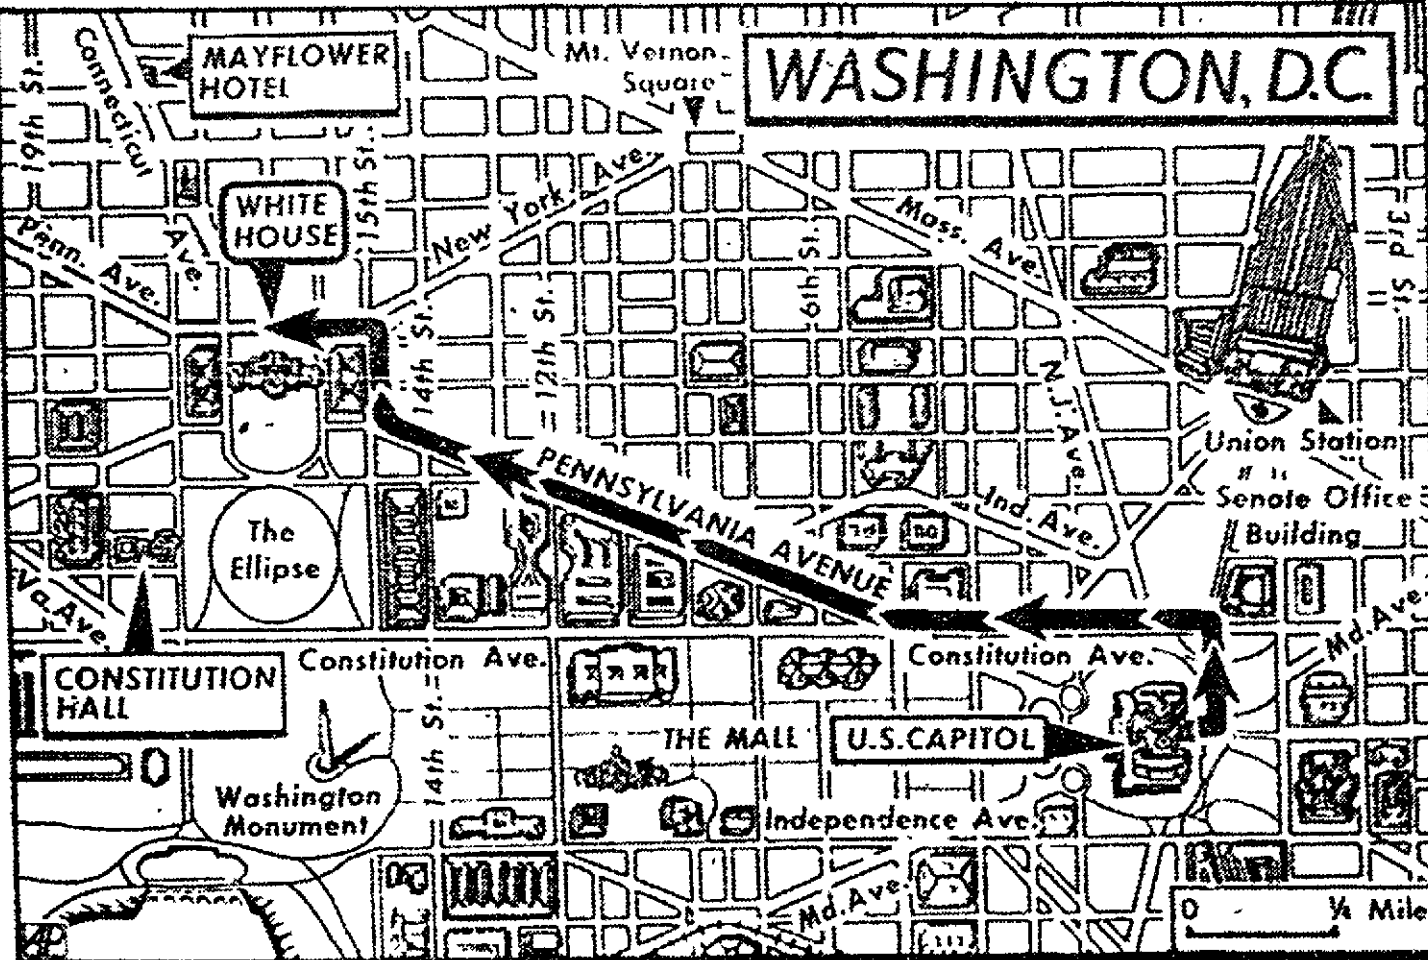 WASHINGTON, D.C.
MAYFLOWER
HOTEL
Mt. Vernon
Square
Connecticut
Ave.
19th St.
15th St.
WHITE
HOUSE
New York Ave.
Penn. Ave.
Mass. Ave.
6th St.
3rd St.
14th St.
12th St.
N.J. Ave.
Union Station
Senate Office
Building
PENNSYLVANIA AVENUE
Ind. Ave.
The
Ellipse
Va. Ave.
Md. Ave.
CONSTITUTION
HALL
Constitution Ave.
Constitution Ave.
14th St.
THE MALL
U.S. CAPITOL
Washington
Monument
Independence Ave.
Md. Ave.
0 ¼ Mile
AP